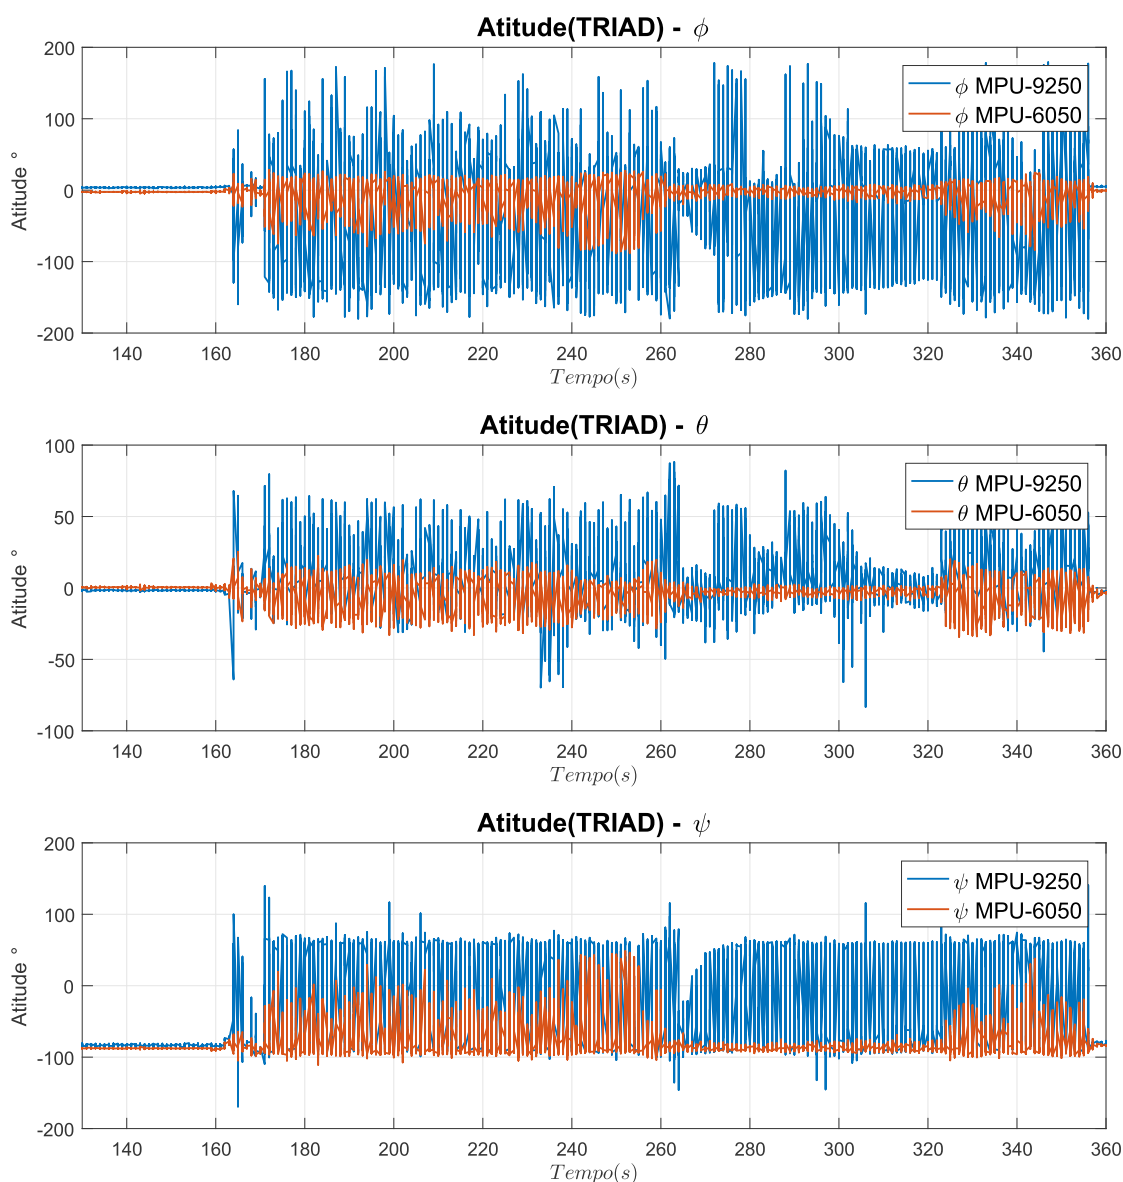 Atitude(TRIAD) - ϕ
200
100
0
-100
-200
Atitude °
ϕ MPU-9250
ϕ MPU-6050
140 160 180 200 220 240 260 280 300 320 340 360
Tempo(s)
Atitude(TRIAD) - θ
100
50
0
-50
-100
Atitude °
θ MPU-9250
θ MPU-6050
140 160 180 200 220 240 260 280 300 320 340 360
Tempo(s)
Atitude(TRIAD) - ψ
200
100
0
-100
-200
Atitude °
ψ MPU-9250
ψ MPU-6050
140 160 180 200 220 240 260 280 300 320 340 360
Tempo(s)